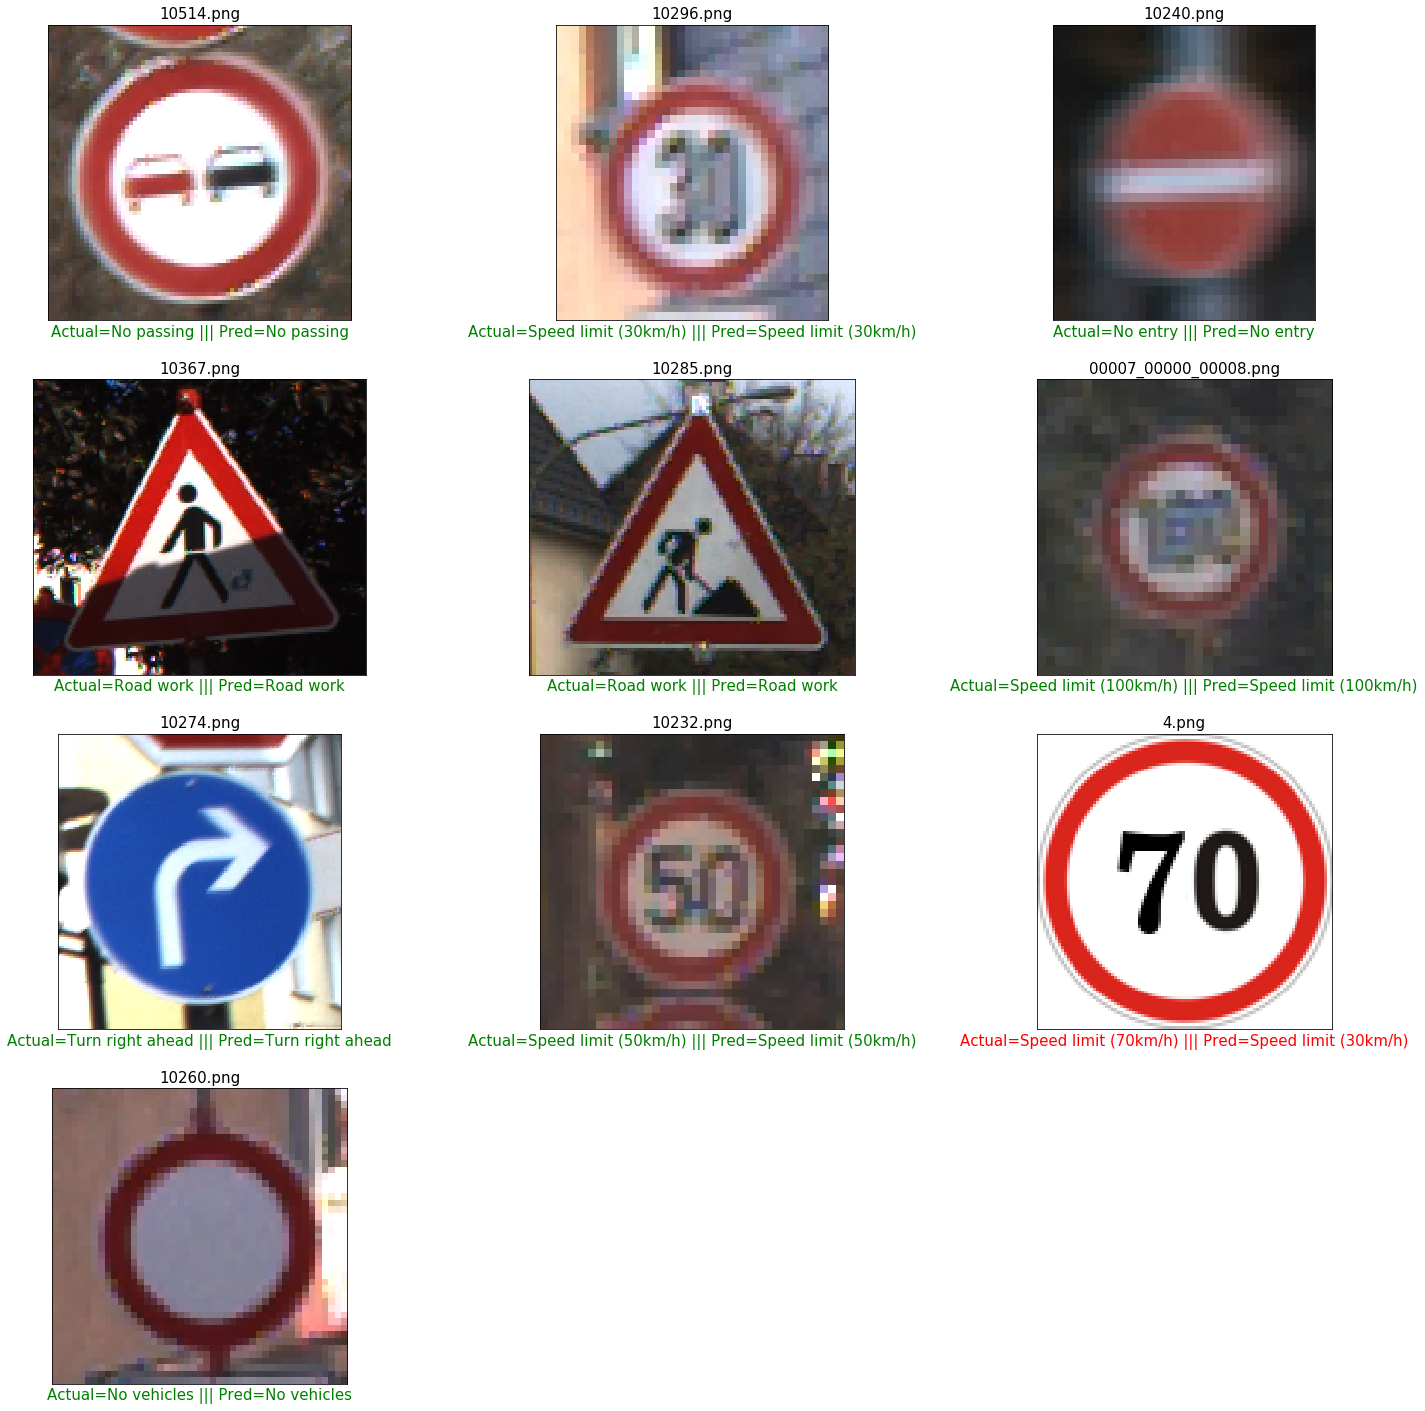 10514.png
10296.png
10240.png
30
Actual=No passing ||| Pred=No passing
Actual=Speed limit (30km/h) ||| Pred=Speed limit (30km/h)
Actual=No entry ||| Pred=No entry
10367.png
10285.png
00007_00000_00008.png
Actual=Road work ||| Pred=Road work
Actual=Road work ||| Pred=Road work
Actual=Speed limit (100km/h) ||| Pred=Speed limit (100km/h)
10274.png
10232.png
4.png
50
70
Actual=Turn right ahead ||| Pred=Turn right ahead
Actual=Speed limit (50km/h) ||| Pred=Speed limit (50km/h)
Actual=Speed limit (70km/h) ||| Pred=Speed limit (30km/h)
10260.png
Actual=No vehicles ||| Pred=No vehicles